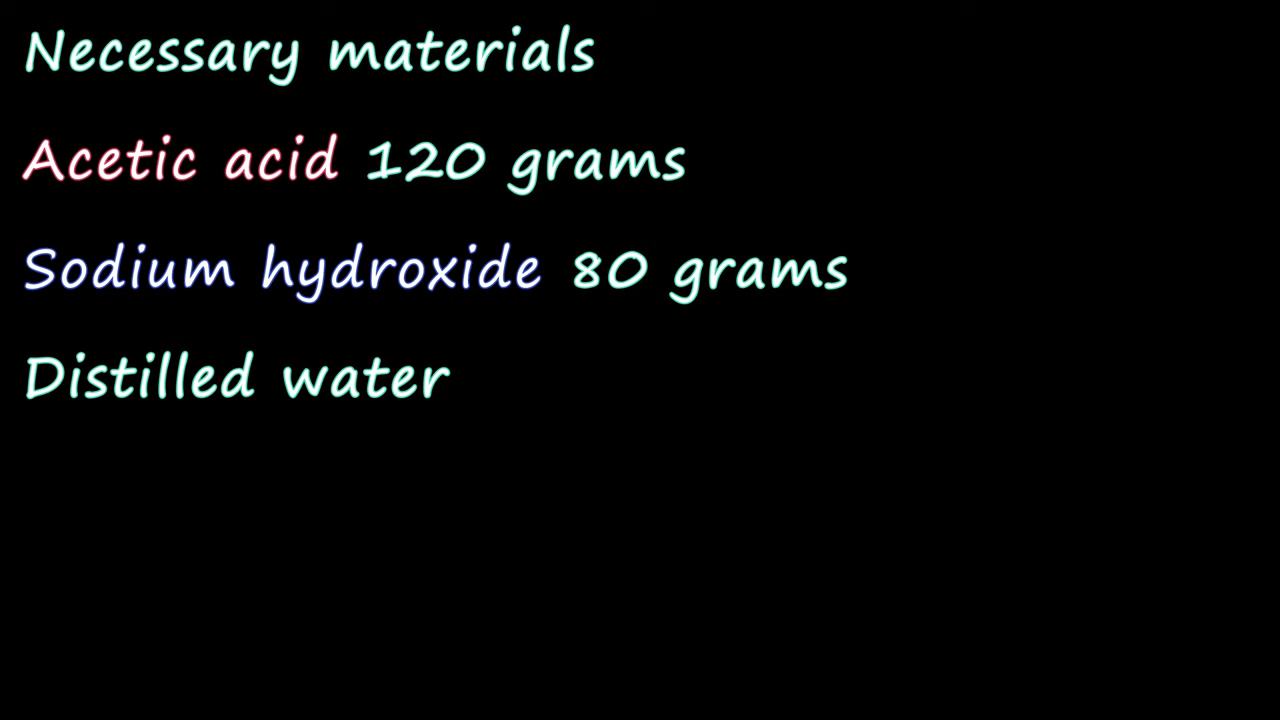 Necessary materials
Acetic acid 120 grams
Sodium hydroxide 80 grams
Distilled water